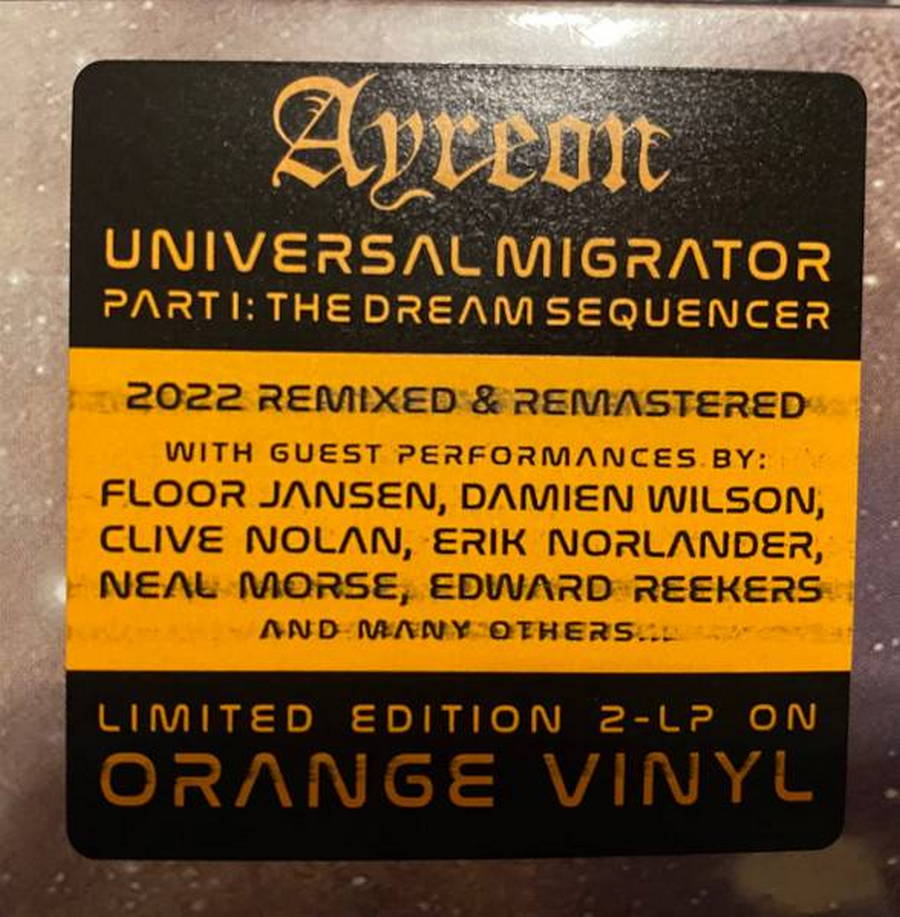 Ayreon
UNIVERSAL MIGRATOR
PART I: THE DREAM SEQUENCER
2022 REMIXED & REMASTERED
WITH GUEST PERFORMANCES BY:
FLOOR JANSEN, DAMIEN WILSON,
CLIVE NOLAN, ERIK NORLANDER,
NEAL MORSE, EDWARD REEKERS
AND MANY OTHERS...
LIMITED EDITION 2-LP ON
ORANGE VINYL